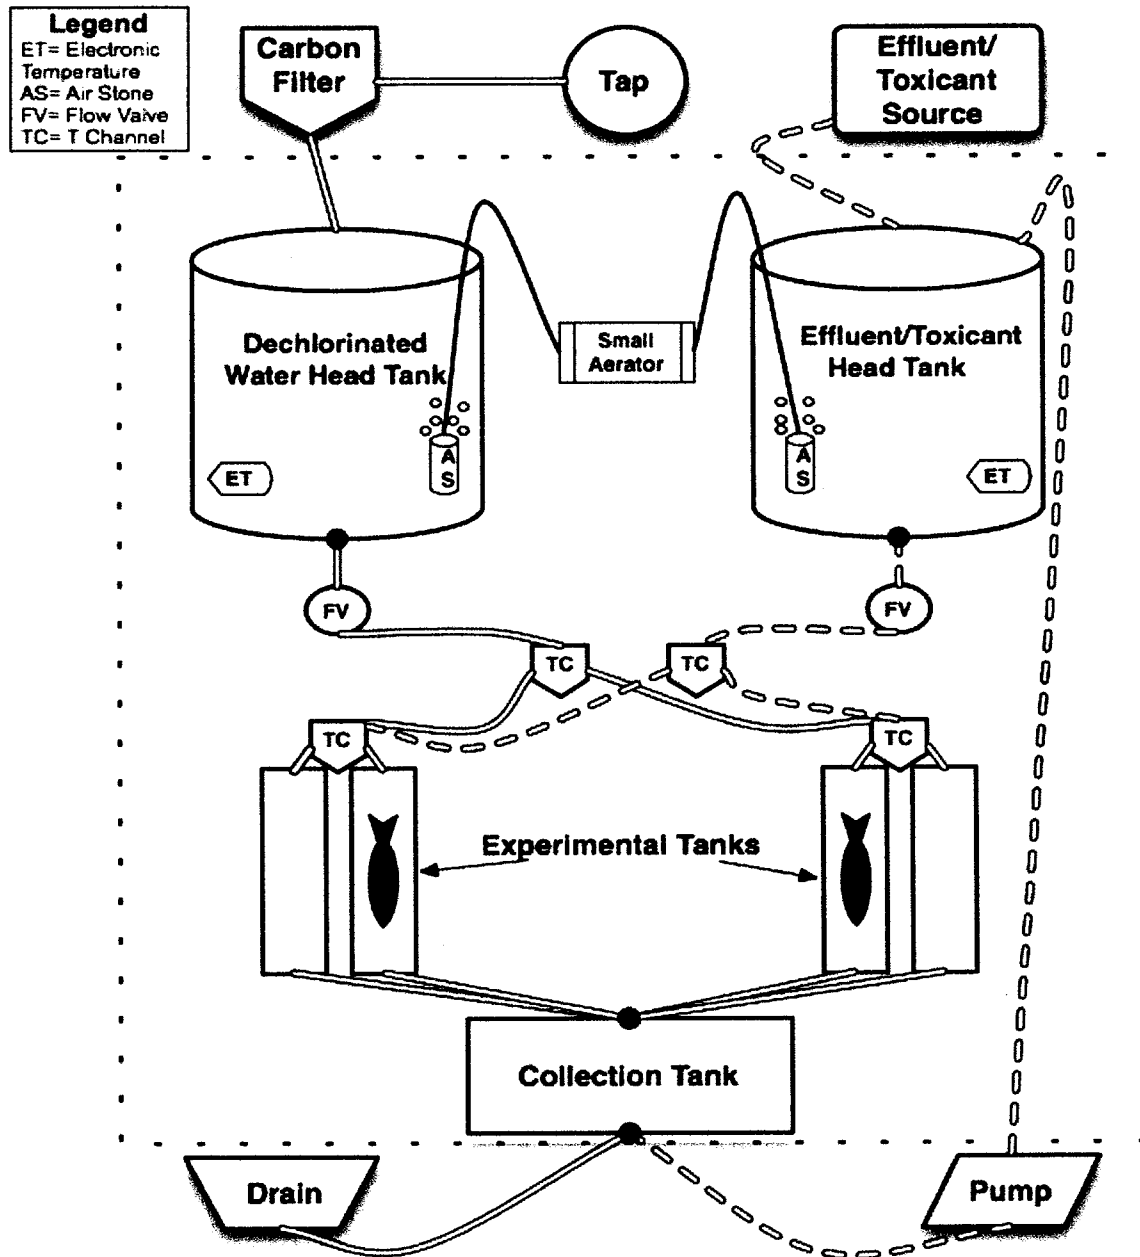 Legend
ET= Electronic
Temperature
AS= Air Stone
FV= Flow Valve
TC= T Channel
Carbon
Filter
Tap
Effluent/
Toxicant
Source
Dechlorinated
Water Head Tank
Small
Aerator
Effluent/Toxicant
Head Tank
A
S
A
S
ET
ET
FV
FV
TC
TC
TC
TC
Experimental Tanks
Collection Tank
Drain
Pump